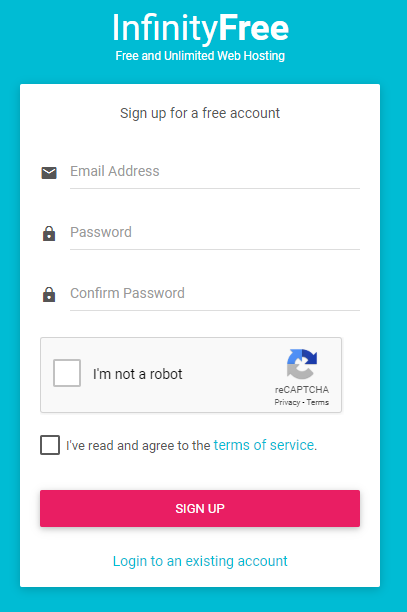 InfinityFree
Free and Unlimited Web Hosting
Sign up for a free account
Email Address
Password
Confirm Password
I'm not a robot
reCAPTCHA
Privacy - Terms
I've read and agree to the terms of service.
SIGN UP
Login to an existing account